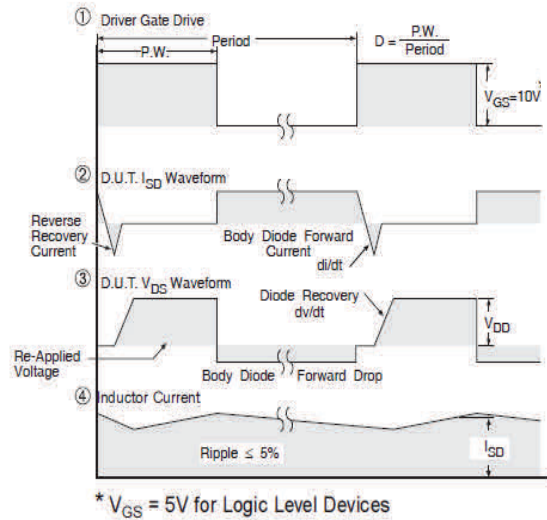 ① Driver Gate Drive
P.W.
Period
D = P.W. / Period
VGS=10V*
② D.U.T. ISD Waveform
Reverse
Recovery
Current
Body Diode Forward
Current
di/dt
③ D.U.T. VDS Waveform
Diode Recovery
dv/dt
VDD
Re-Applied
Voltage
Body Diode Forward Drop
④ Inductor Current
Ripple ≤ 5%
ISD
* VGS = 5V for Logic Level Devices